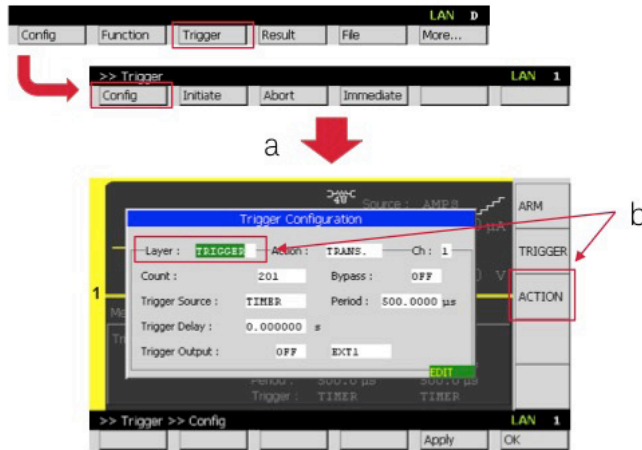 LAN D
Config Function Trigger Result File More...
>> Trigger LAN 1
Config Initiate Abort Immediate
a
Source : AMPS
µA
ARM
b
Trigger Configuration
Layer : TRIGGER Action : TRANS. Ch : 1
TRIGGER
Count : 201 Bypass : OFF
V
1
Trigger Source : TIMER Period : 500.0000 µs
ACTION
Me
Trigger Delay : 0.000000 s
Tri
Trigger Output : OFF EXT1
EDIT
Period : 500.0 µs 500.0 µs
Trigger : TIMER TIMER
>> Trigger >> Config LAN 1
Apply OK